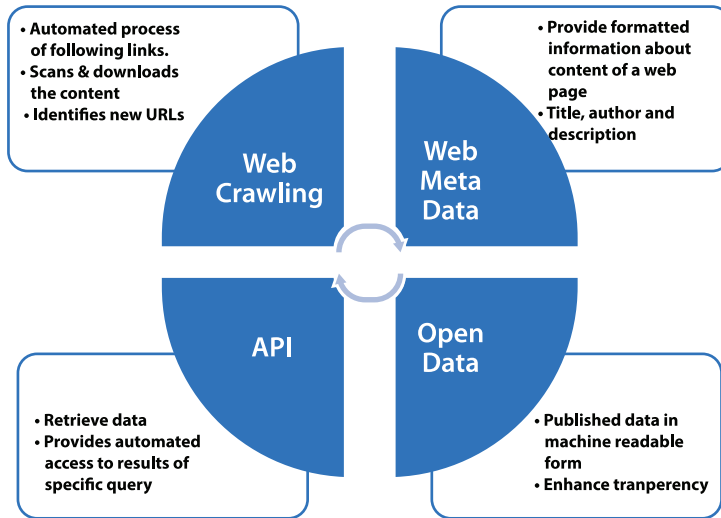 • Automated process
of following links.
• Scans & downloads
the content
• Identifies new URLs
Web
Crawling
• Provide formatted
information about
content of a web
page
• Title, author and
description
Web
Meta
Data
API
• Retrieve data
• Provides automated
access to results of
specific query
Open
Data
• Published data in
machine readable
form
• Enhance tranperency